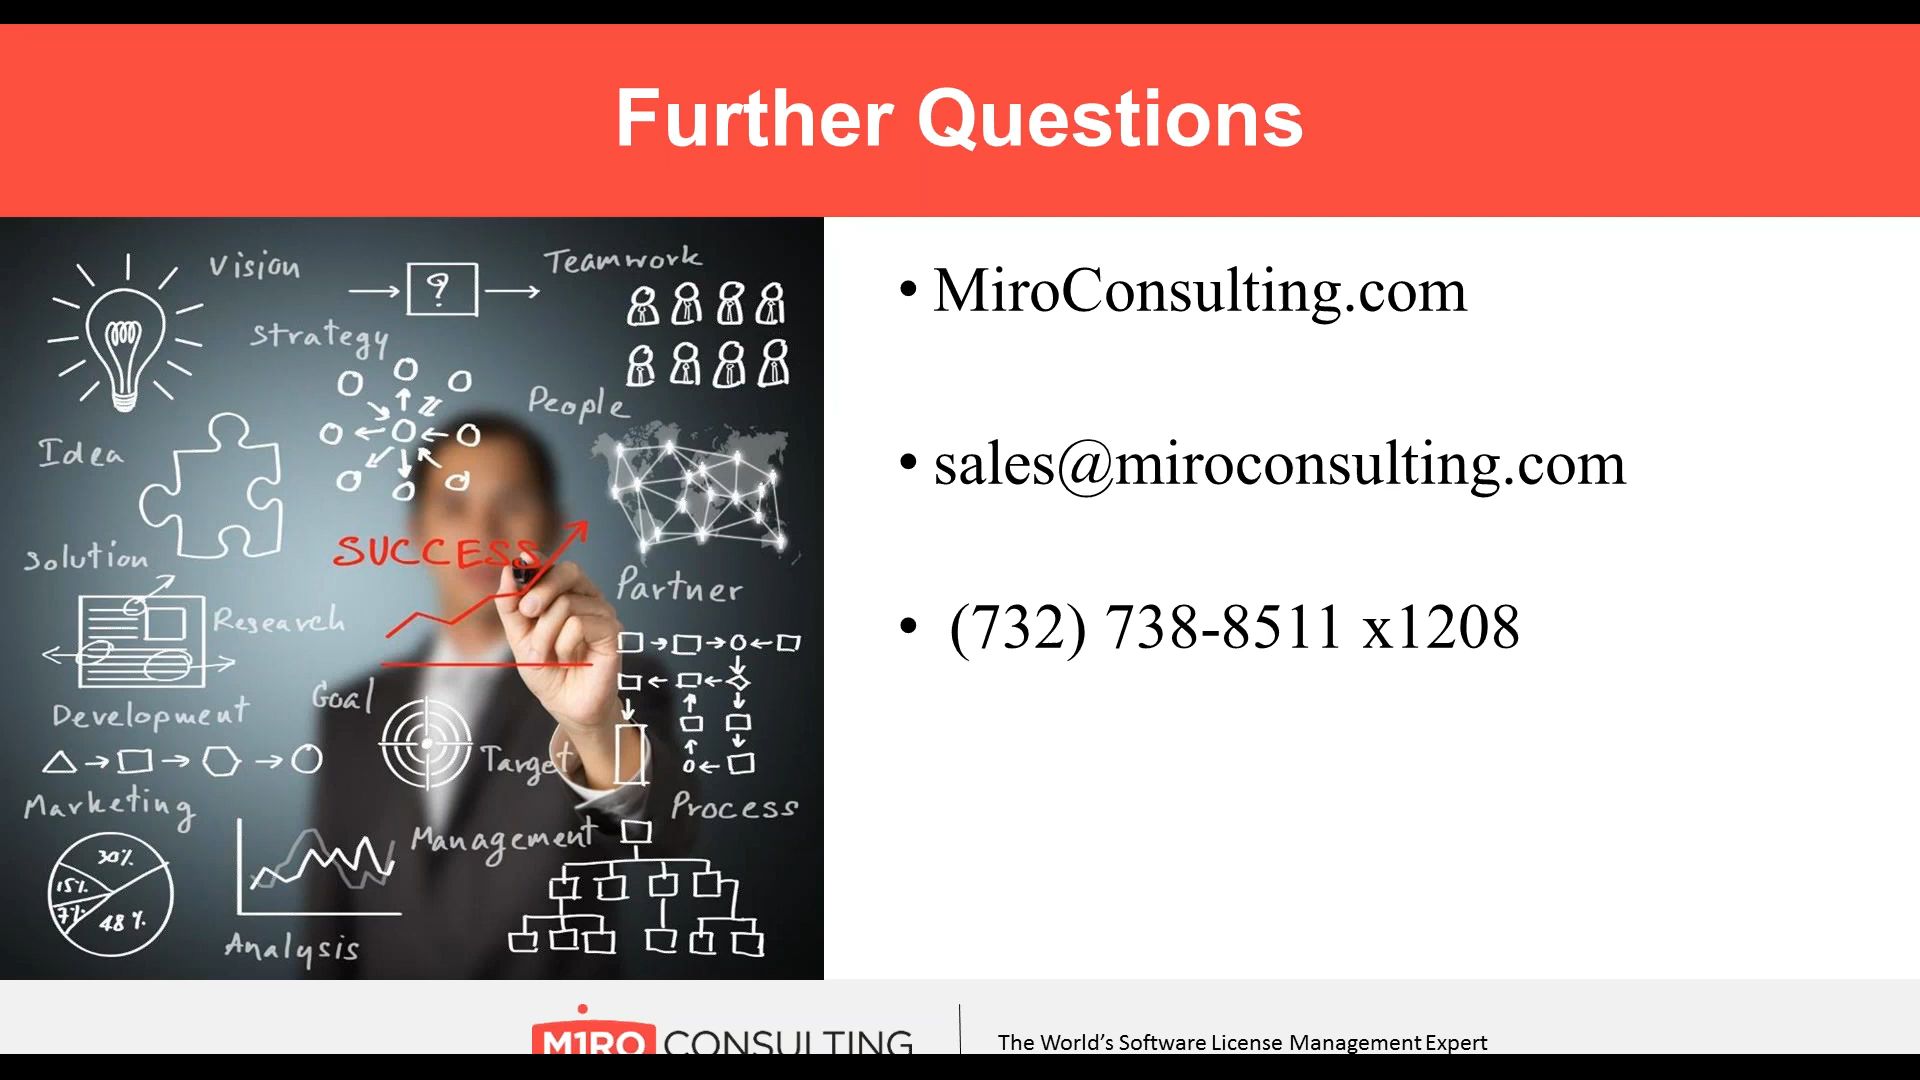 Further Questions
Vision
?
Teamwork
Strategy
People
Idea
SUCCESS
Solution
Research
Partner
Goal
Development
Target
Marketing
Process
Management
30%
15%
7%
48%
Analysis
• MiroConsulting.com
• sales@miroconsulting.com
• (732) 738-8511 x1208
M1RO CONSULTING
The World’s Software License Management Expert